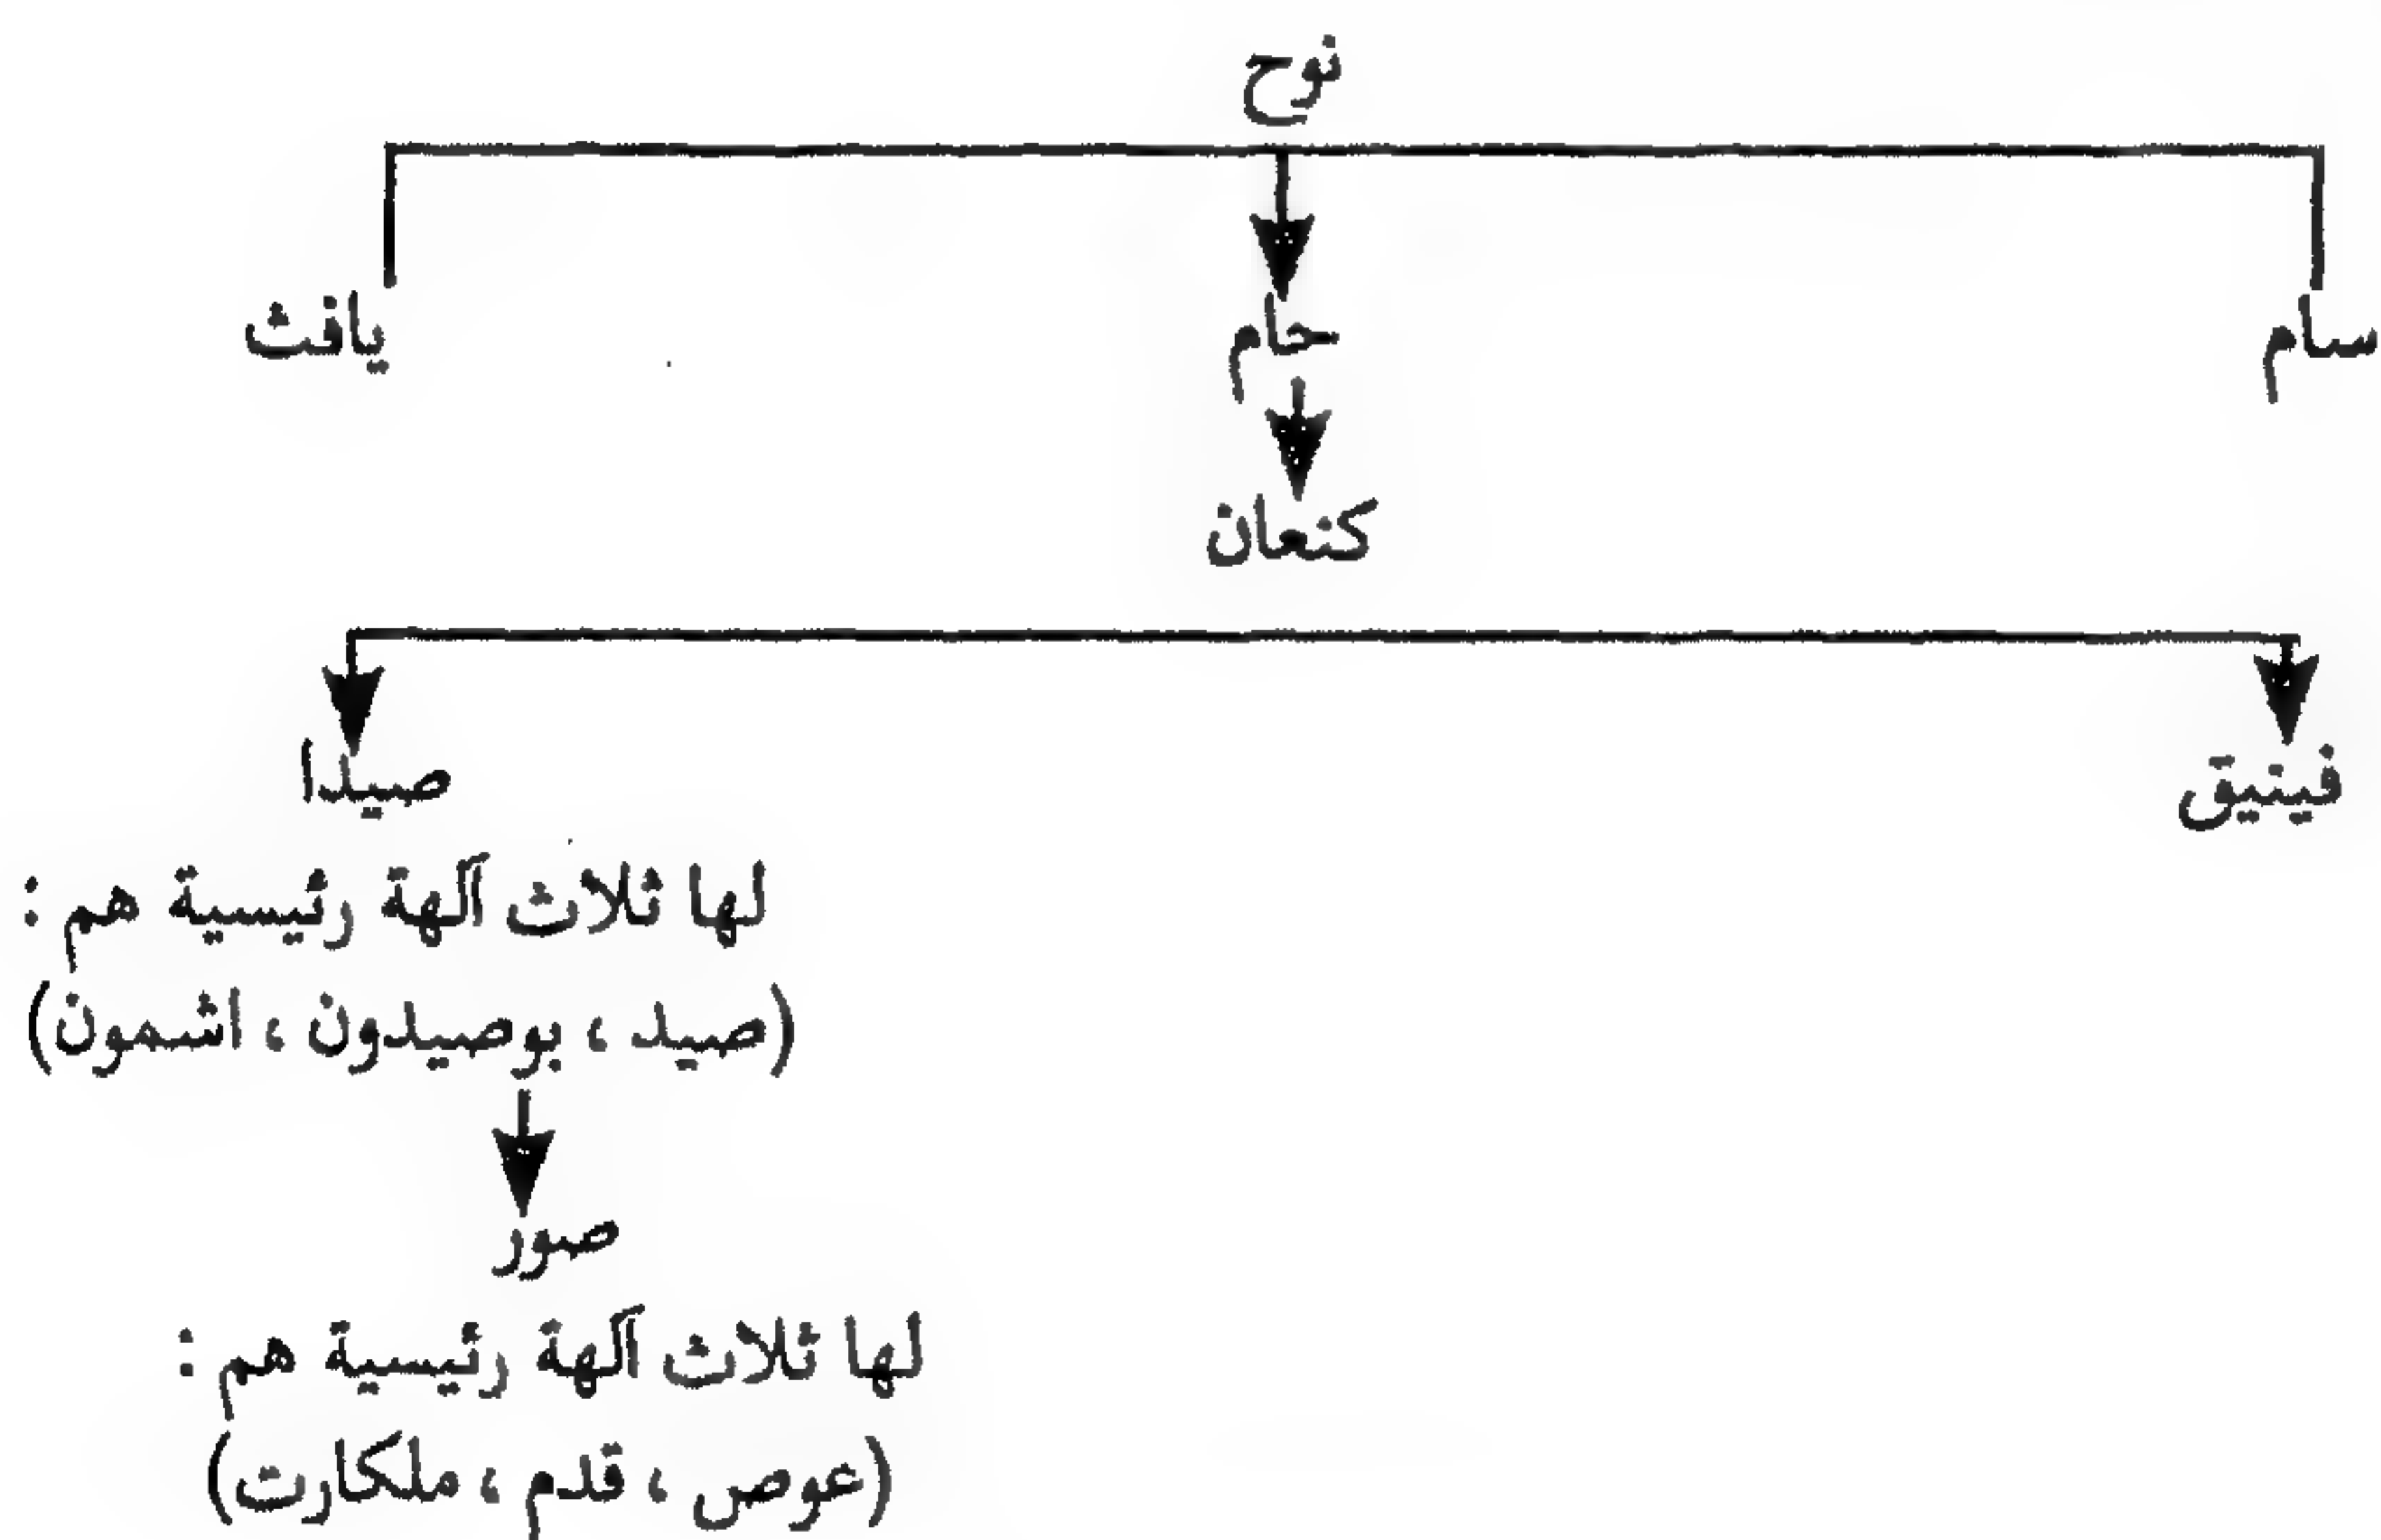 نوح
سام
حام
يافث
كنعان
فينيق
صيدا
لها ثلاث آلهة رئيسية هم :
(صيد ، بوصيدون ، اشمون)
صور
لها ثلاث آلهة رئيسية هم :
(عوص ، قدم ، ملكارت)